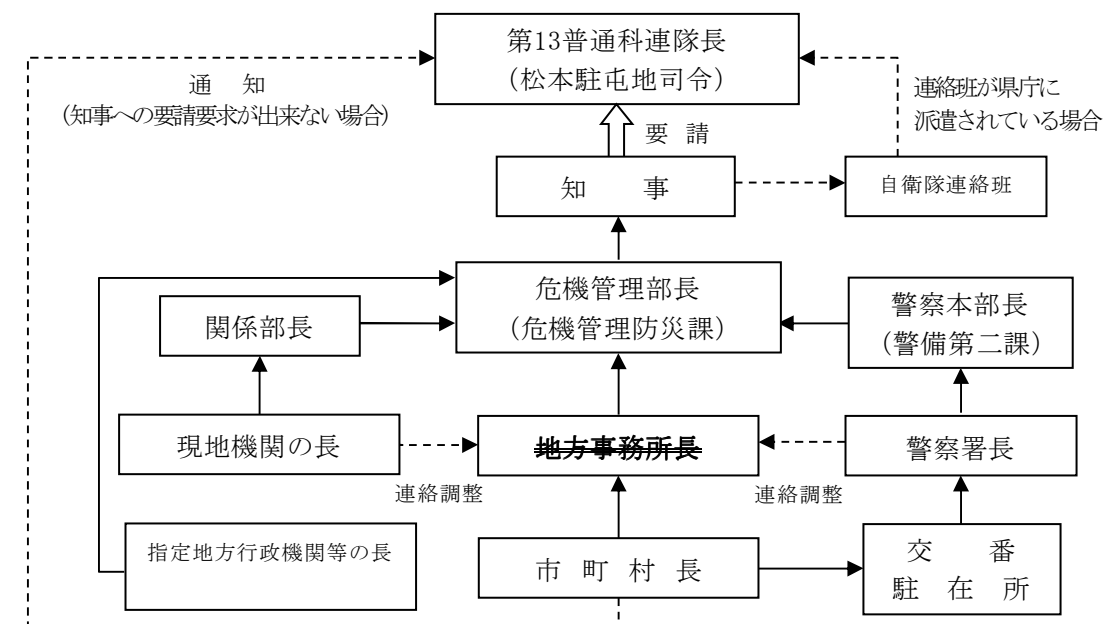 第13普通科連隊長
(松本駐屯地司令)
通　知
(知事への要請要求が出来ない場合)
連絡班が県庁に
派遣されている場合
要 請
知　　事
自衛隊連絡班
危機管理部長
(危機管理防災課)
関係部長
警察本部長
(警備第二課)
現地機関の長
地方事務所長
警察署長
連絡調整
連絡調整
指定地方行政機関等の長
市 町 村 長
交　　番
駐 在 所